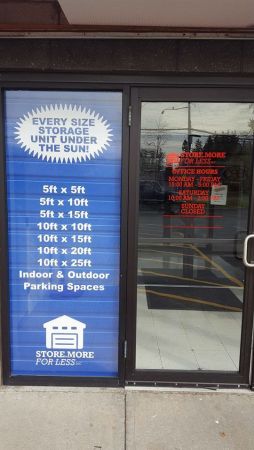 EVERY SIZE
STORAGE
UNIT UNDER
THE SUN!
5ft x 5ft
5ft x 10ft
5ft x 15ft
10ft x 10ft
10ft x 15ft
10ft x 20ft
10ft x 25ft
Indoor & Outdoor
Parking Spaces
STORE.MORE
FOR LESS
STORE.MORE
FOR LESS
OFFICE HOURS
MONDAY - FRIDAY
SATURDAY
SUNDAY
CLOSED